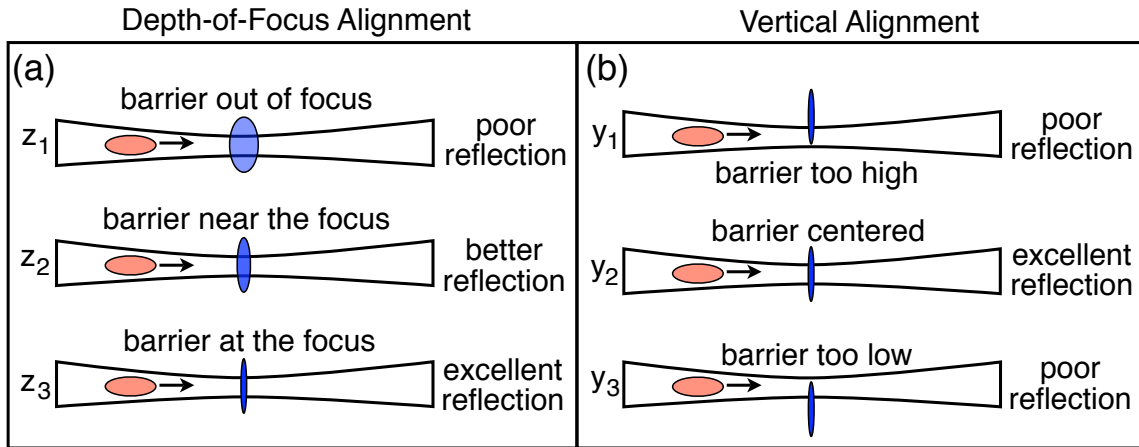 Depth-of-Focus Alignment
(a)
barrier out of focus
z1
poor
reflection
barrier near the focus
z2
better
reflection
barrier at the focus
z3
excellent
reflection
Vertical Alignment
(b)
y1
poor
reflection
barrier too high
barrier centered
y2
excellent
reflection
barrier too low
y3
poor
reflection